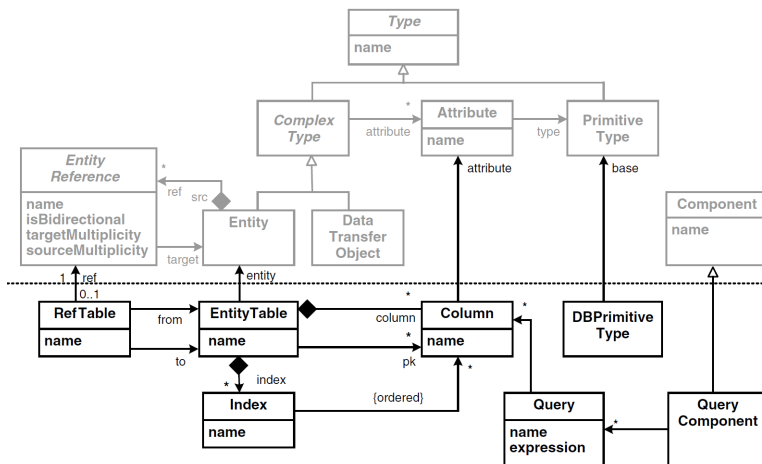 Type
name
Complex
Type
*
attribute
Attribute
name
type
Primitive
Type
Entity
Reference
name
isBidirectional
targetMultiplicity
sourceMultiplicity
*
ref
src
target
Entity
Data
Transfer
Object
attribute
base
Component
name
1
ref
0..1
entity
RefTable
name
from
to
EntityTable
name
*
column
*
pk
Column
name
*
DBPrimitive
Type
*
index
*
Index
name
{ordered}
Query
name
expression
*
Query
Component